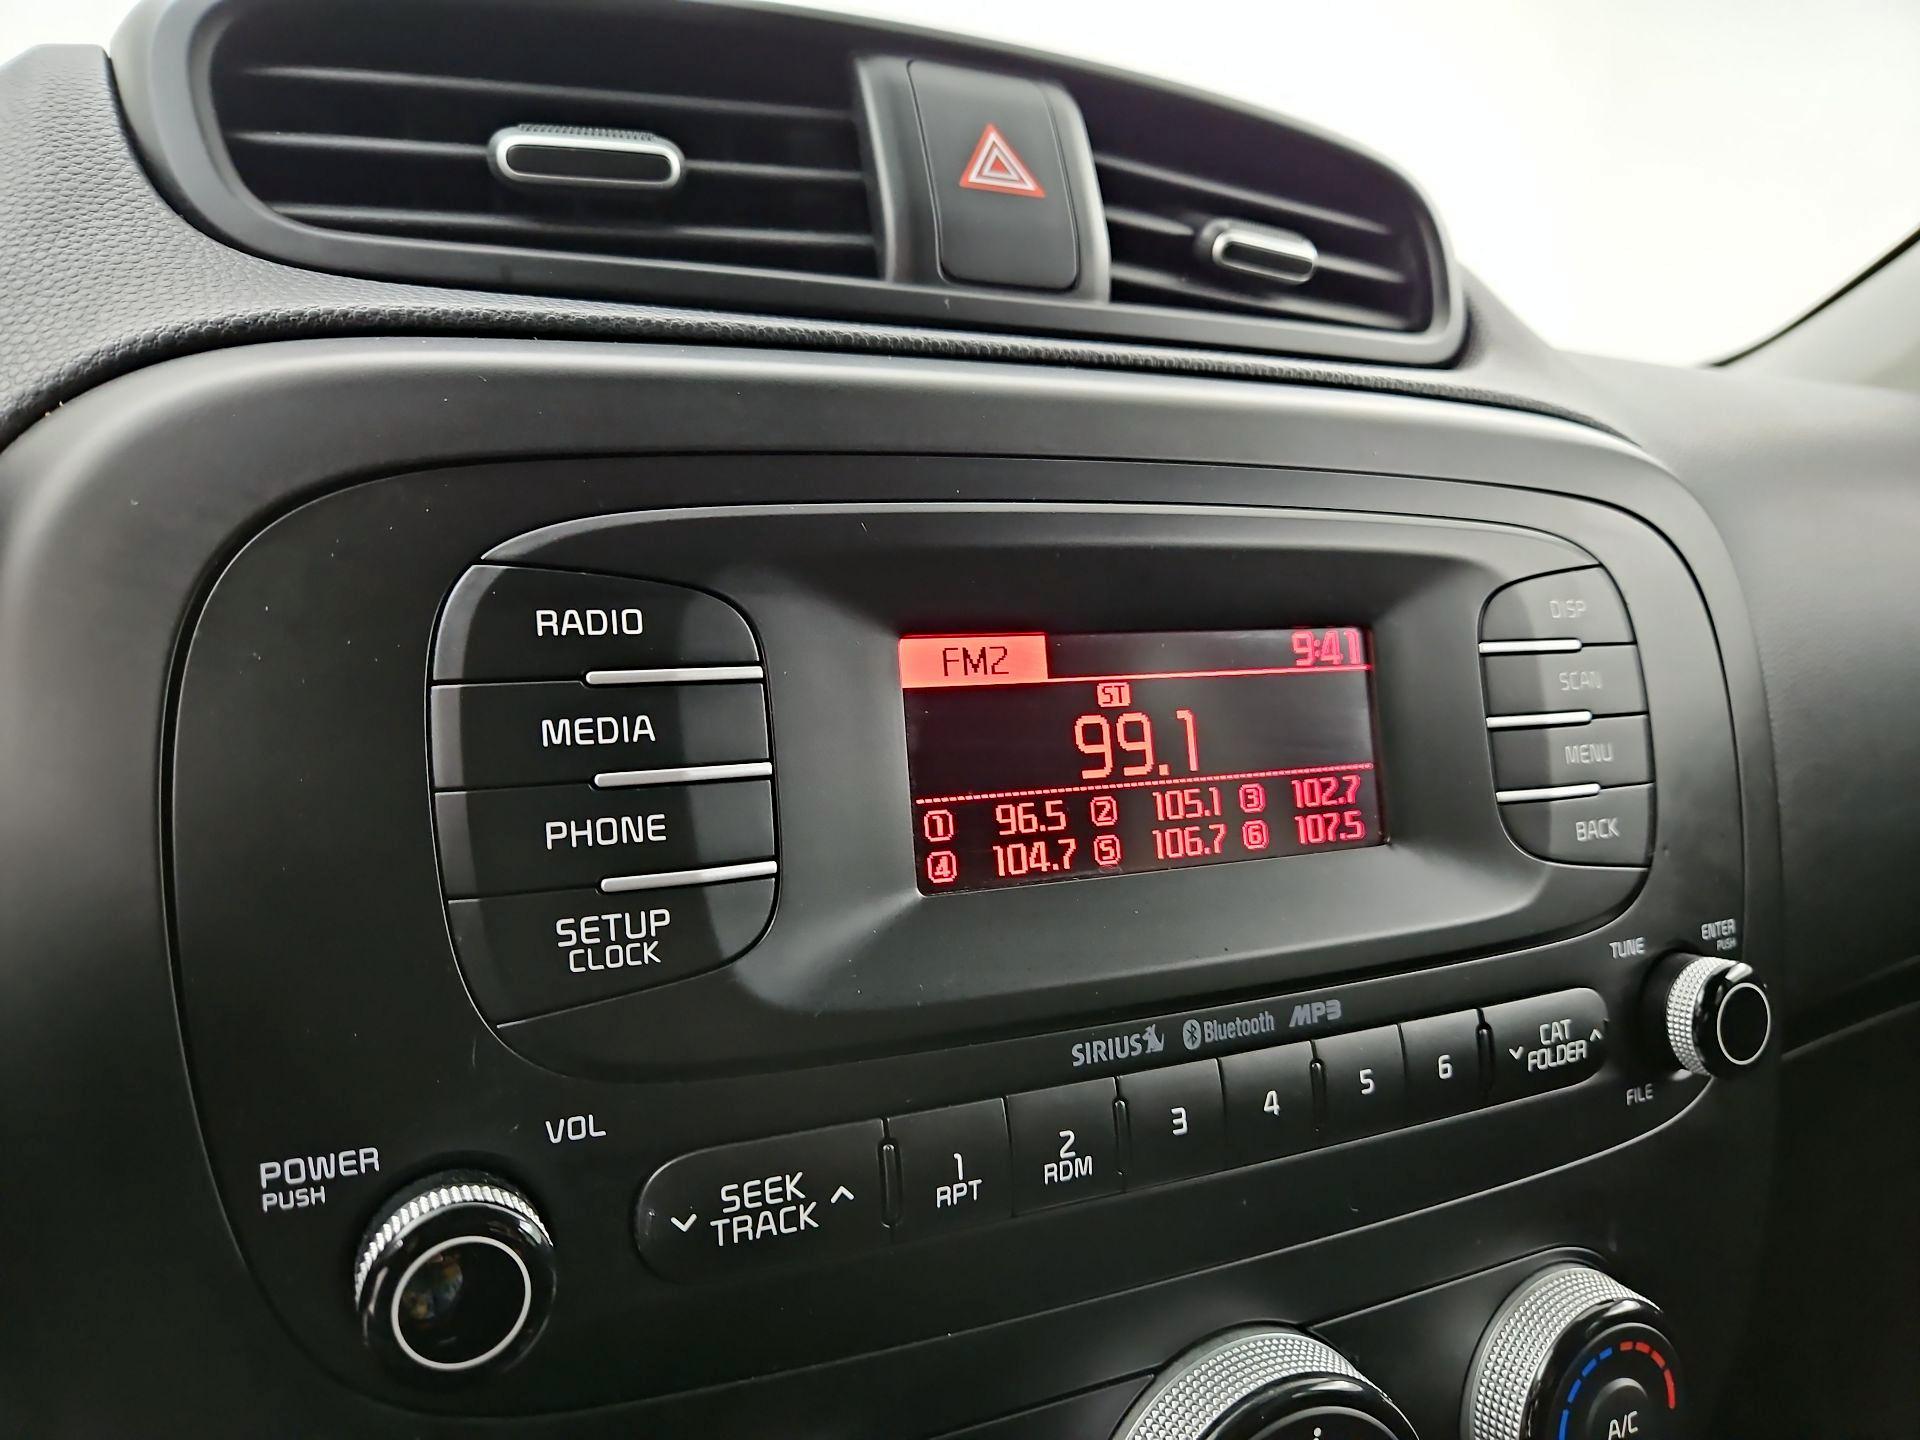 RADIO
MEDIA
PHONE
SETUP
CLOCK
FM2 9:41
ST
99.1
1 96.5 2 105.1 3 102.7
4 104.7 5 106.7 6 107.5
DISP
SCAN
MENU
BACK
TUNE
ENTER
PUSH
FILE
SIRIUS Bluetooth MP3
POWER
PUSH
VOL
SEEK
TRACK
1
RPT
2
RDM
3
4
5
6
CAT
FOLDER
A/C